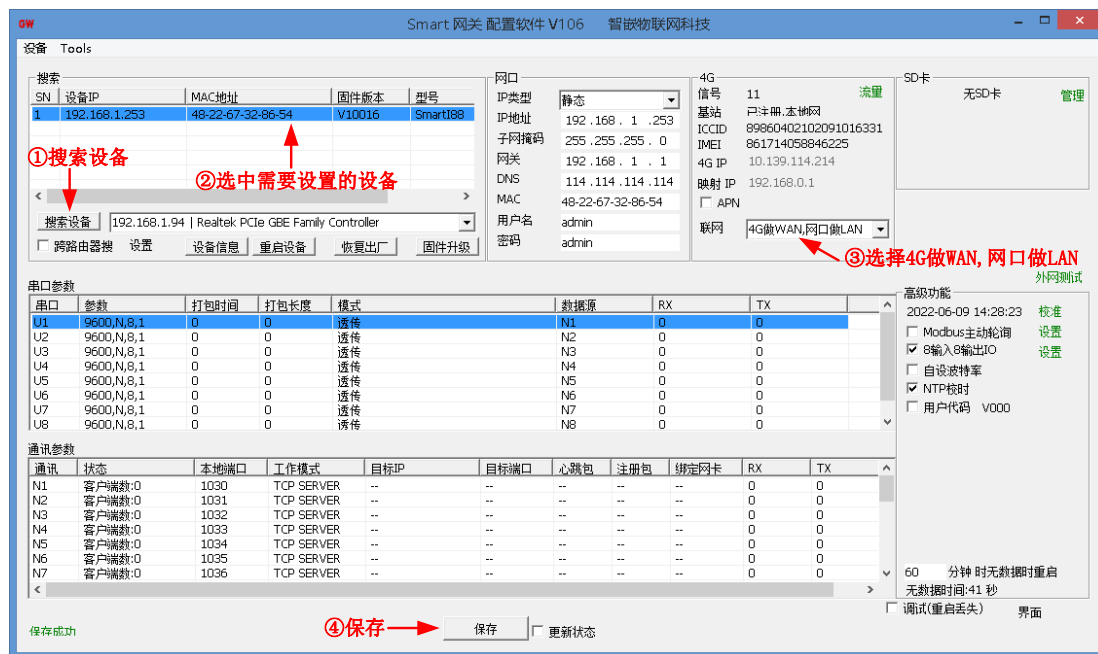 GW Smart 网关 配置软件 V106 智嵌物联网科技
设备 Tools
搜索
SN 设备IP MAC地址 固件版本 型号
1 192.168.1.253 48-22-67-32-86-54 V10016 SmartI88
①搜索设备
②选中需要设置的设备
搜索设备 192.168.1.94 | Realtek PCIe GBE Family Controller
跨路由器搜 设置 设备信息 重启设备 恢复出厂 固件升级
网口
IP类型 静态
IP地址 192 .168 . 1 .253
子网掩码 255 .255 .255 . 0
网关 192 .168 . 1 . 1
DNS 114 .114 .114 .114
MAC 48-22-67-32-86-54
用户名 admin
密码 admin
4G
信号 11 流量
基站 已注册.本地网
ICCID 89860402102091016331
IMEI 861714058846225
4G IP 10.139.114.214
映射 IP 192.168.0.1
APN
联网 4G做WAN,网口做LAN
③选择4G做WAN,网口做LAN
SD卡
无SD卡 管理
外网测试
串口参数
串口 参数 打包时间 打包长度 模式 数据源 RX TX
U1 9600,N,8,1 0 0 透传 N1 0 0
U2 9600,N,8,1 0 0 透传 N2 0 0
U3 9600,N,8,1 0 0 透传 N3 0 0
U4 9600,N,8,1 0 0 透传 N4 0 0
U5 9600,N,8,1 0 0 透传 N5 0 0
U6 9600,N,8,1 0 0 透传 N6 0 0
U7 9600,N,8,1 0 0 透传 N7 0 0
U8 9600,N,8,1 0 0 透传 N8 0 0
高级功能
2022-06-09 14:28:23 校准
Modbus主动轮询 设置
8输入8输出IO 设置
自设波特率
NTP校时
用户代码 V000
通讯参数
通讯 状态 本地端口 工作模式 目标IP 目标端口 心跳包 注册包 绑定网卡 RX TX
N1 客户端数:0 1030 TCP SERVER -- -- -- -- -- 0 0
N2 客户端数:0 1031 TCP SERVER -- -- -- -- -- 0 0
N3 客户端数:0 1032 TCP SERVER -- -- -- -- -- 0 0
N4 客户端数:0 1033 TCP SERVER -- -- -- -- -- 0 0
N5 客户端数:0 1034 TCP SERVER -- -- -- -- -- 0 0
N6 客户端数:0 1035 TCP SERVER -- -- -- -- -- 0 0
N7 客户端数:0 1036 TCP SERVER -- -- -- -- -- 0 0
60 分钟 时无数据时重启
无数据时间:41 秒
调试(重启丢失) 界面
保存成功 ④保存 保存 更新状态